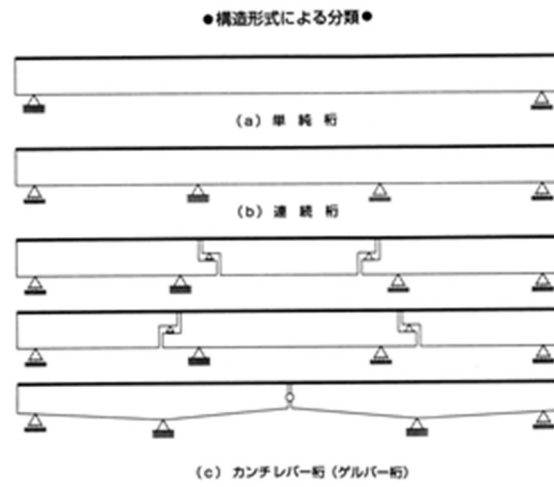 ●構造形式による分類●
(a) 単 純 桁
(b) 連 続 桁
(c) カンチレバー桁 (ゲルバー桁)